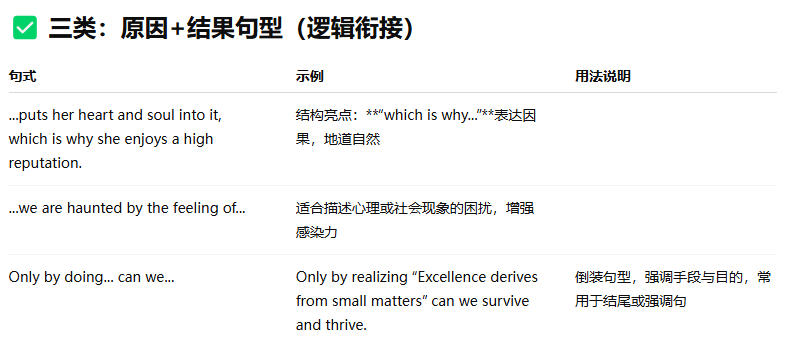 ✅ 三类：原因+结果句型（逻辑衔接）
句式 示例 用法说明
...puts her heart and soul into it, 结构亮点：**“which is why...”**表达因
which is why she enjoys a high 果，地道自然
reputation.
...we are haunted by the feeling of... 适合描述心理或社会现象的困扰，增强
感染力
Only by doing... can we... Only by realizing “Excellence derives 倒装句型，强调手段与目的，常
from small matters” can we survive 用于结尾或强调句
and thrive.